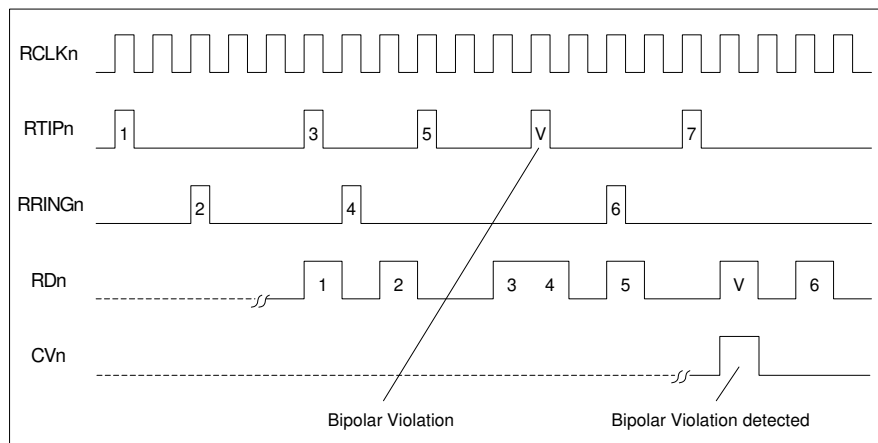 RCLKn
RTIPn
1 3 5 V 7
RRINGn
2 4 6
RDn
1 2 3 4 5 V 6
CVn
Bipolar Violation
Bipolar Violation detected